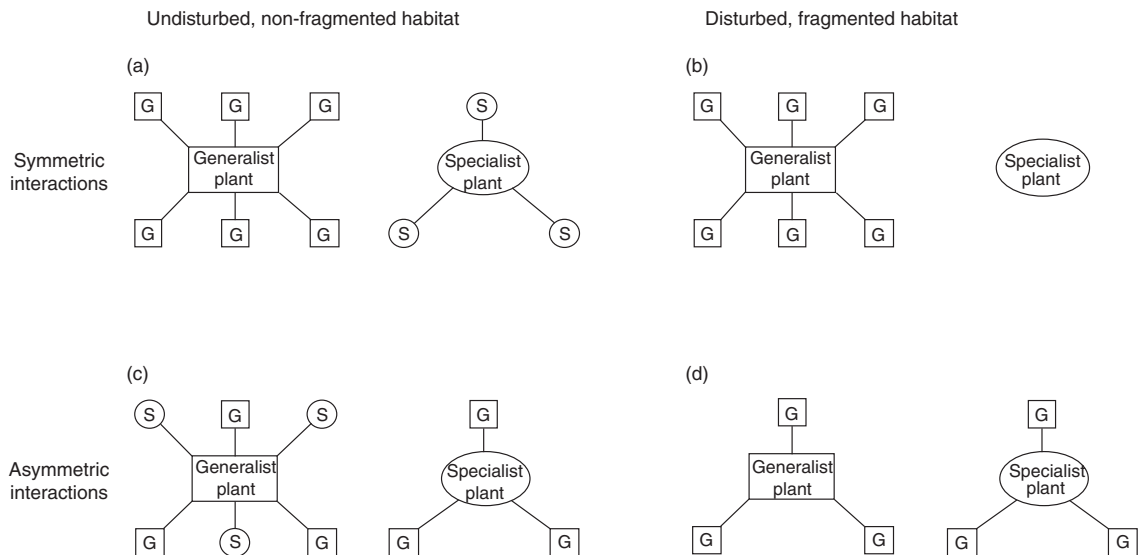 Undisturbed, non-fragmented habitat
Disturbed, fragmented habitat
(a)
(b)
G G G
S
G G G
Symmetric
interactions
Generalist
plant
Specialist
plant
Generalist
plant
Specialist
plant
G G G
S S
G G G
(c)
(d)
S G S
G
G
G
Asymmetric
interactions
Generalist
plant
Specialist
plant
Generalist
plant
Specialist
plant
G S G
G G
G G
G G